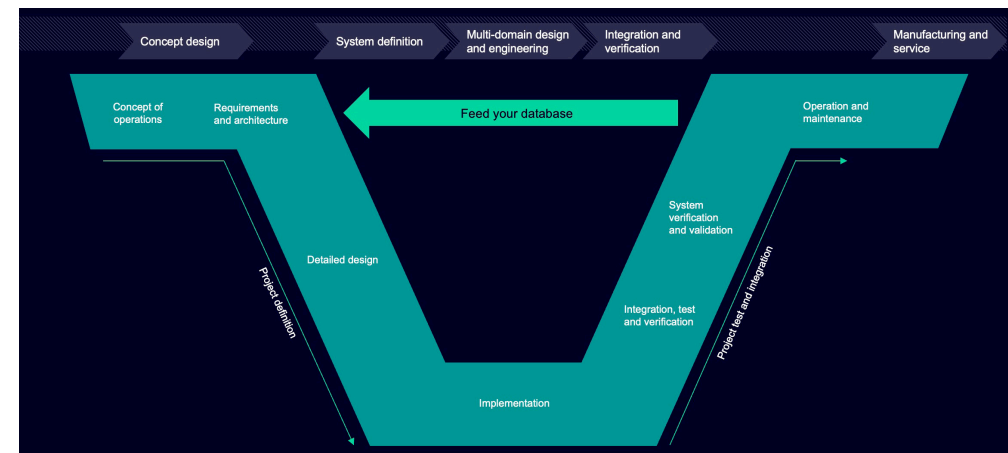 Concept design
System definition
Multi-domain design
and engineering
Integration and
verification
Manufacturing and
service
Concept of
operations
Requirements
and architecture
Feed your database
Operation and
maintenance
System
verification
and validation
Detailed design
Project definition
Integration, test
and verification
Project test and integration
Implementation